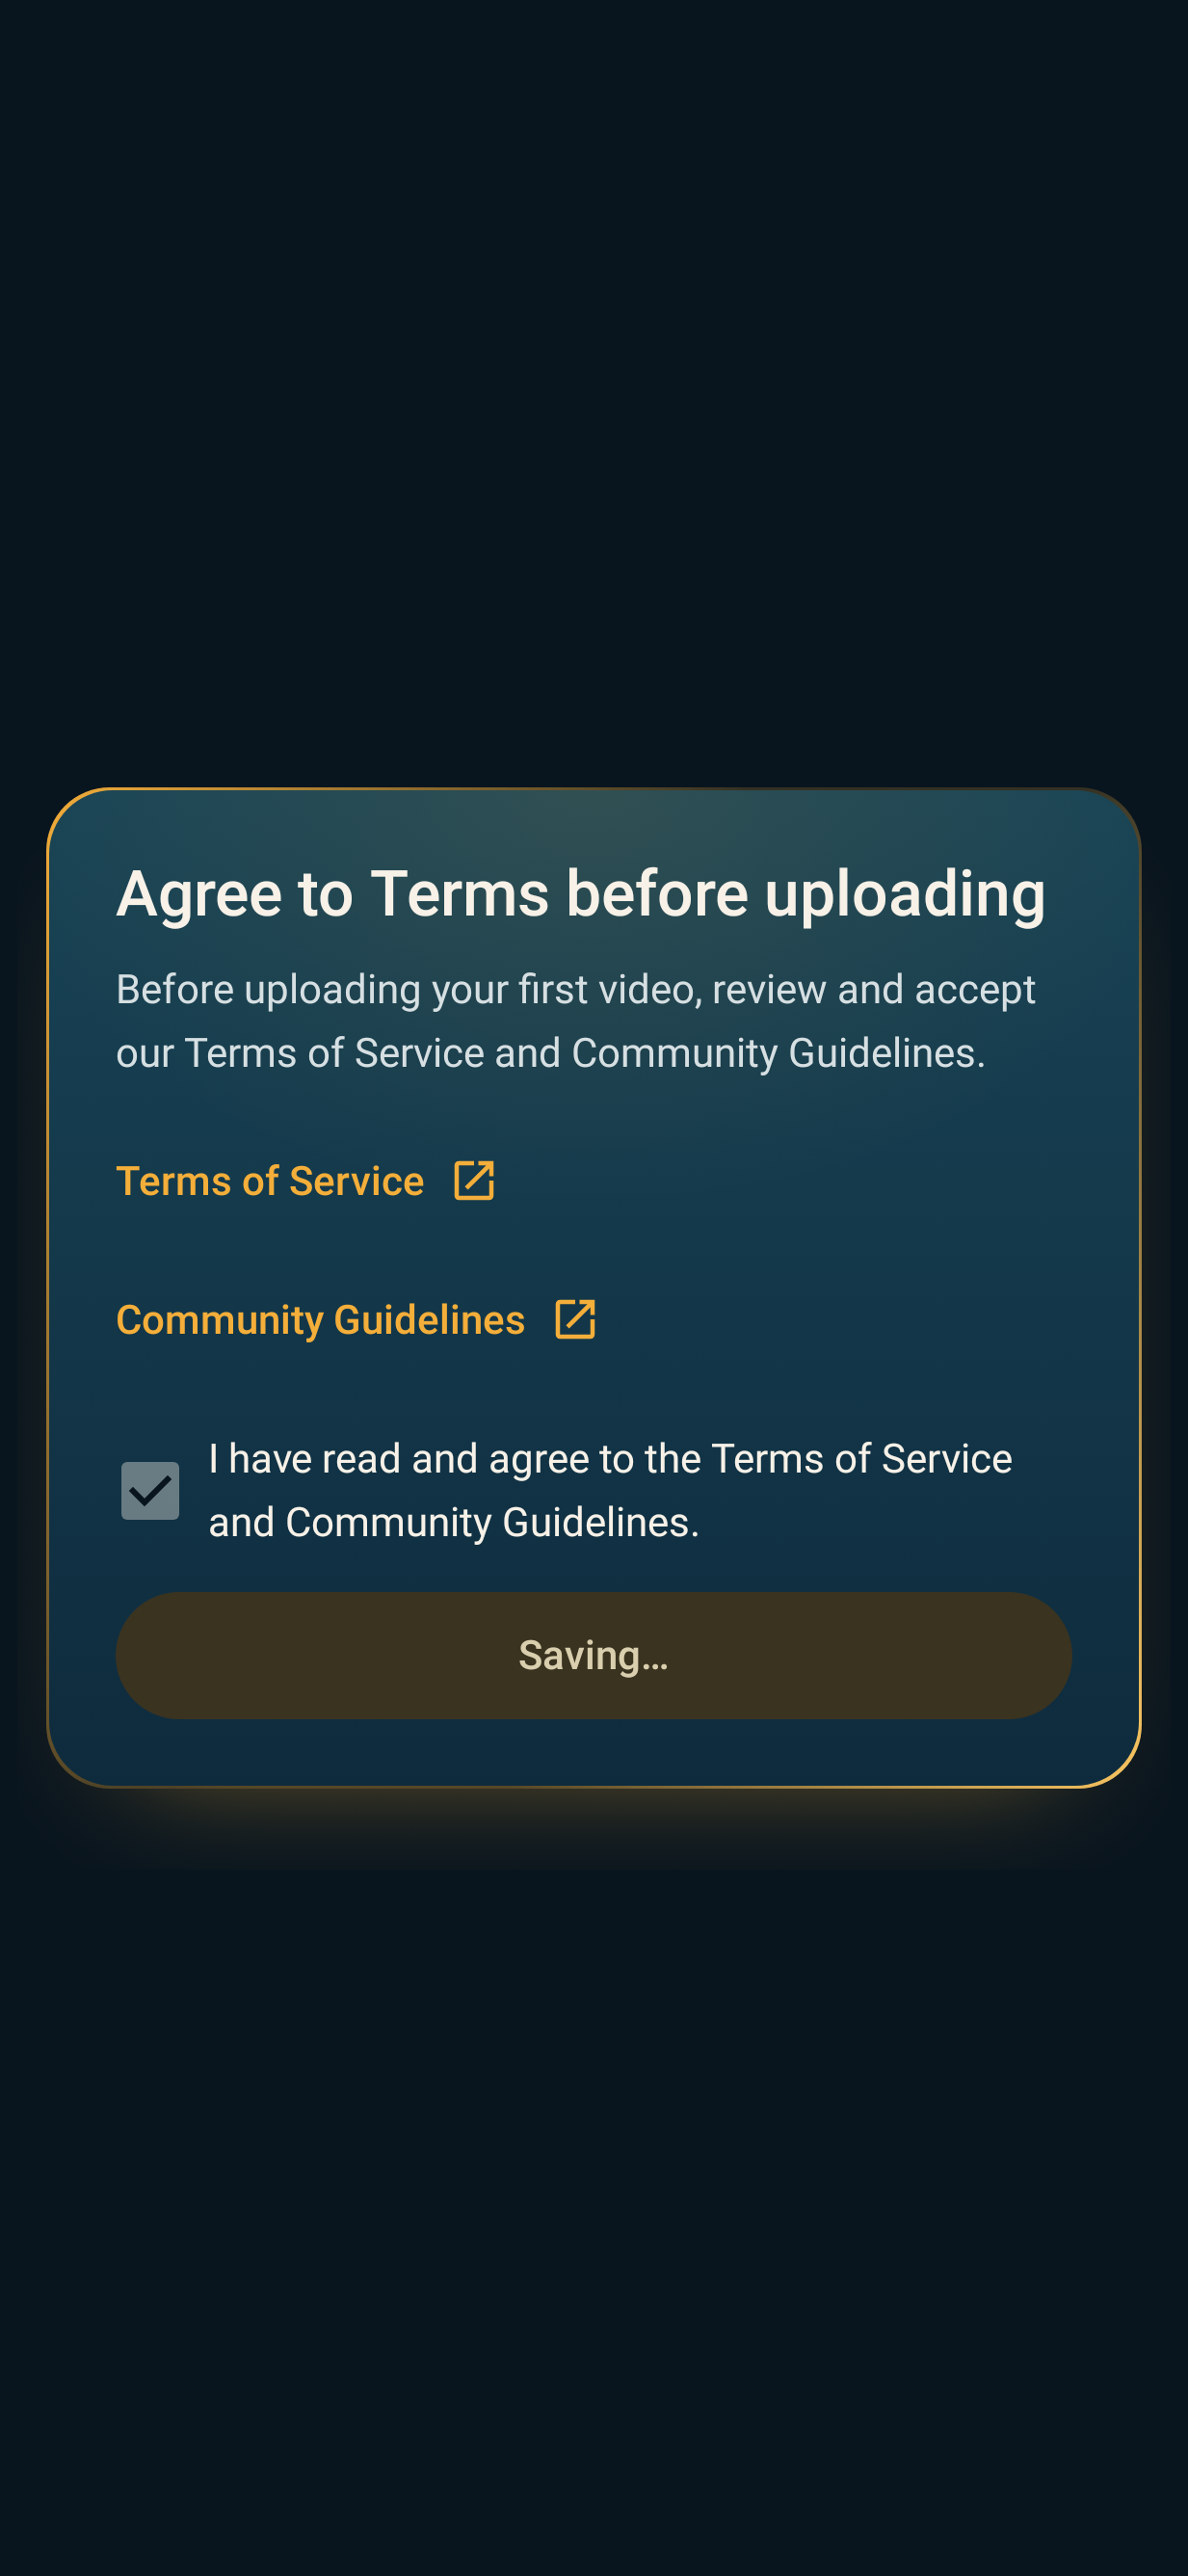 Agree to Terms before uploading
Before uploading your first video, review and accept
our Terms of Service and Community Guidelines.
Terms of Service
Community Guidelines
I have read and agree to the Terms of Service
and Community Guidelines.
Saving…